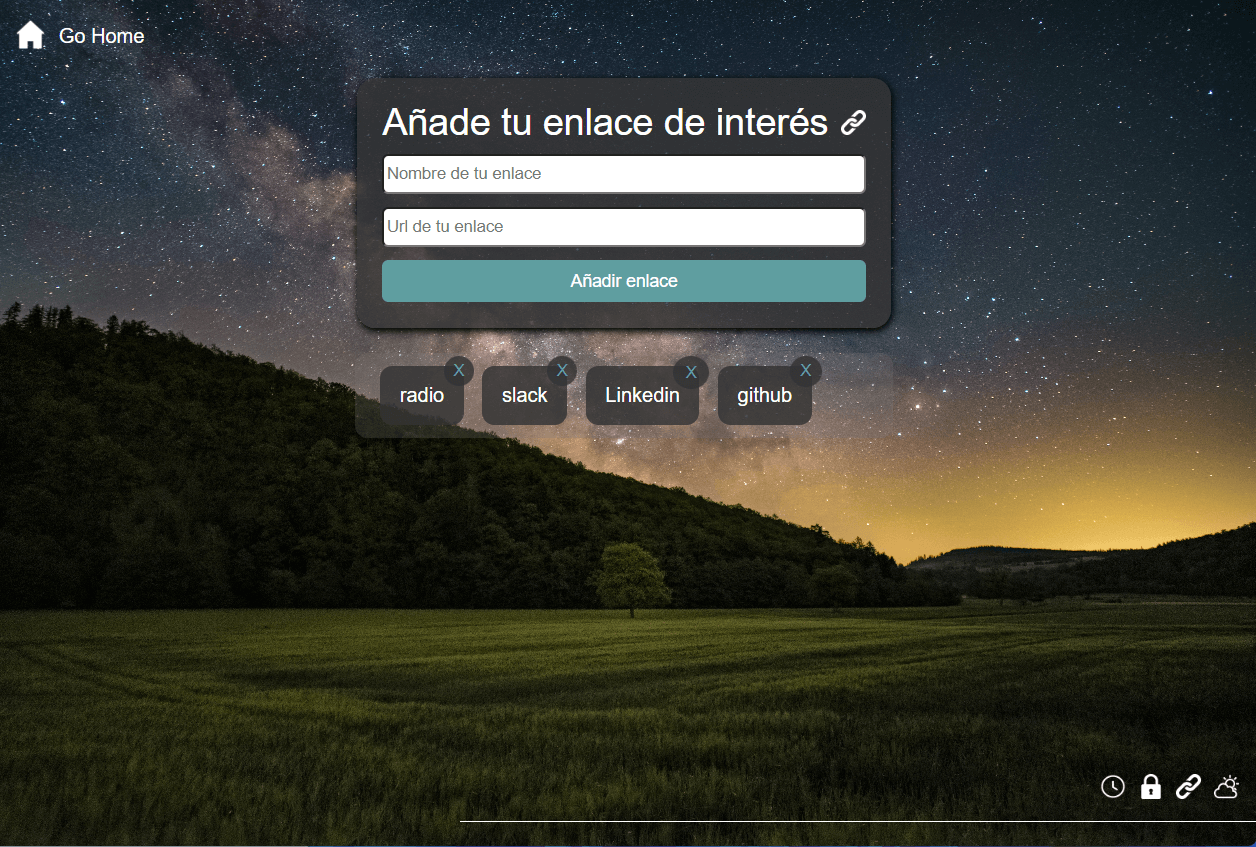 Go Home
Añade tu enlace de interés
Nombre de tu enlace
Url de tu enlace
Añadir enlace
X X X X
radio slack Linkedin github